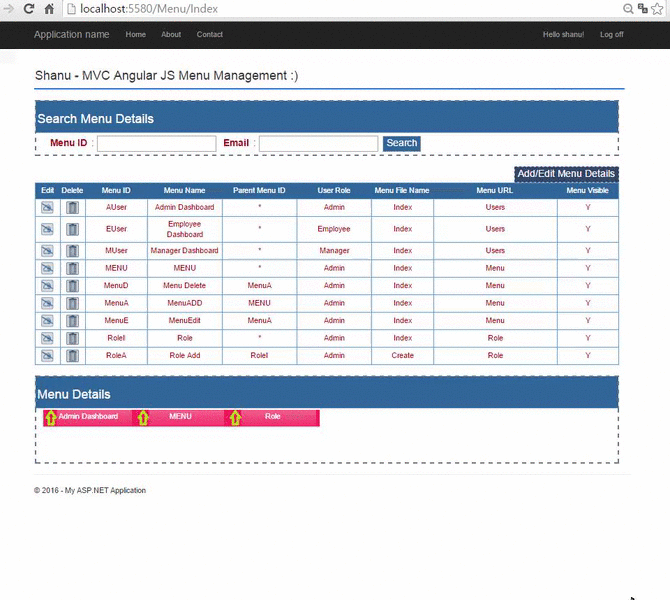 localhost:5580/Menu/Index
Application name Home About Contact Hello shanu! Log off
Shanu - MVC Angular JS Menu Management :)
Search Menu Details
Menu ID : Email : Search
Add/Edit Menu Details
Edit Delete Menu ID Menu Name Parent Menu ID User Role Menu File Name Menu URL Menu Visible
AUser Admin Dashboard * Admin Index Users Y
EUser Employee Dashboard * Employee Index Users Y
MUser Manager Dashboard * Manager Index Users Y
MENU MENU * Admin Index Menu Y
MenuD Menu Delete MenuA Admin Index Menu Y
MenuA MenuADD MENU Admin Index Menu Y
MenuE MenuEdit MenuA Admin Index Menu Y
RoleI Role * Admin Index Role Y
RoleA Role Add RoleI Admin Create Role Y
Menu Details
Admin Dashboard MENU Role
© 2016 - My ASP.NET Application